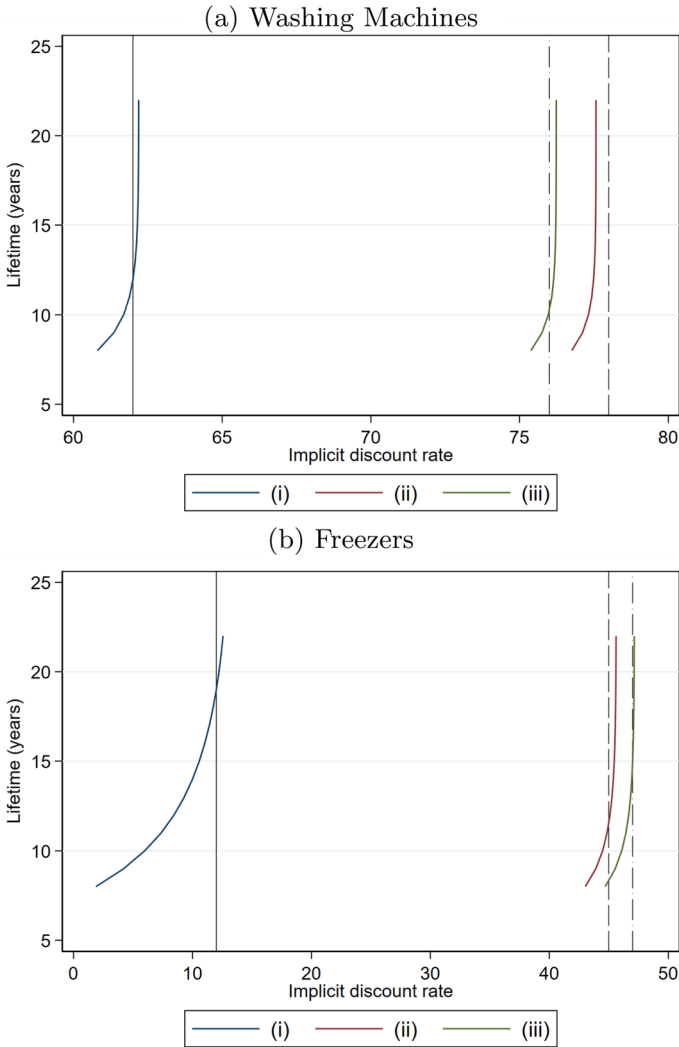 (a) Washing Machines
25
20
15
10
5
Lifetime (years)
60 65 70 75 80
Implicit discount rate
(i) (ii) (iii)
(b) Freezers
25
20
15
10
5
Lifetime (years)
0 10 20 30 40 50
Implicit discount rate
(i) (ii) (iii)